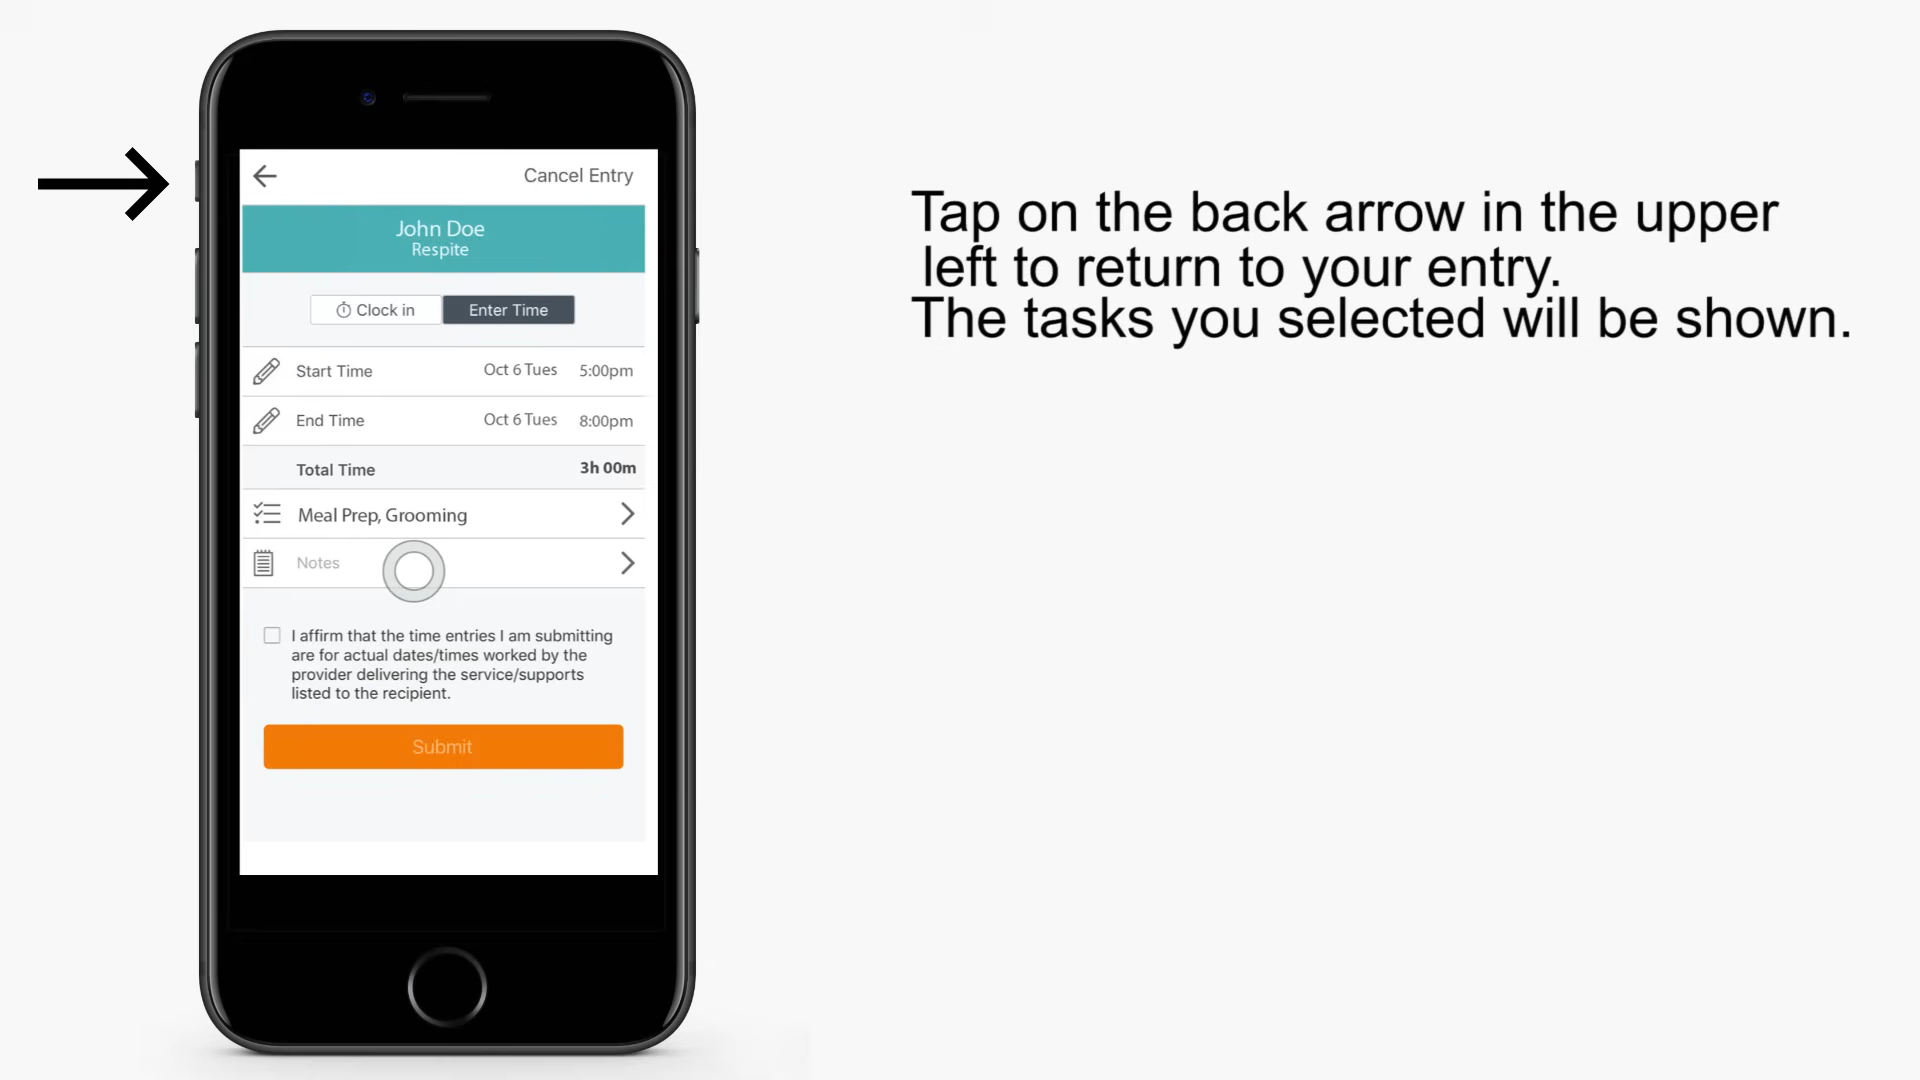 Cancel Entry
John Doe
Respite
Clock in
Enter Time
Start Time Oct 6 Tues 5:00pm
End Time Oct 6 Tues 8:00pm
Total Time 3h 00m
Meal Prep, Grooming
Notes
I affirm that the time entries I am submitting
are for actual dates/times worked by the
provider delivering the service/supports
listed to the recipient.
Submit
Tap on the back arrow in the upper
left to return to your entry.
The tasks you selected will be shown.